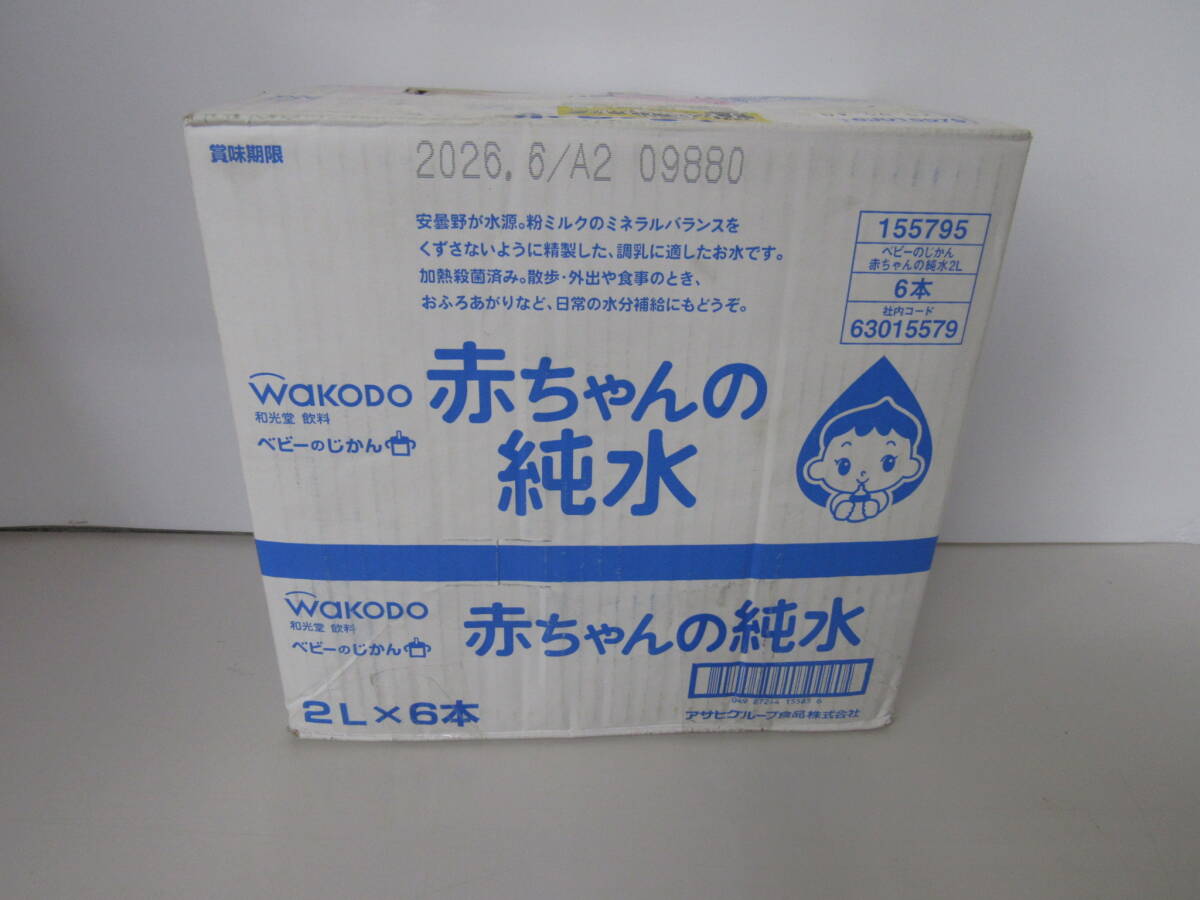 賞味期限
2026. 6/A2 09880
安曇野が水源。粉ミルクのミネラルバランスを
くずさないように精製した、調乳に適したお水です。
加熱殺菌済み。散歩・外出や食事のとき、
おふろあがりなど、日常の水分補給にもどうぞ。
155795
ベビーのじかん
赤ちゃんの純水2L
6本
社内コード
63015579
WaKODO
和光堂 飲料
ベビーのじかん
赤ちゃんの
純水
WaKODO
和光堂 飲料
ベビーのじかん
赤ちゃんの純水
2L×6本
アサヒグループ食品株式会社